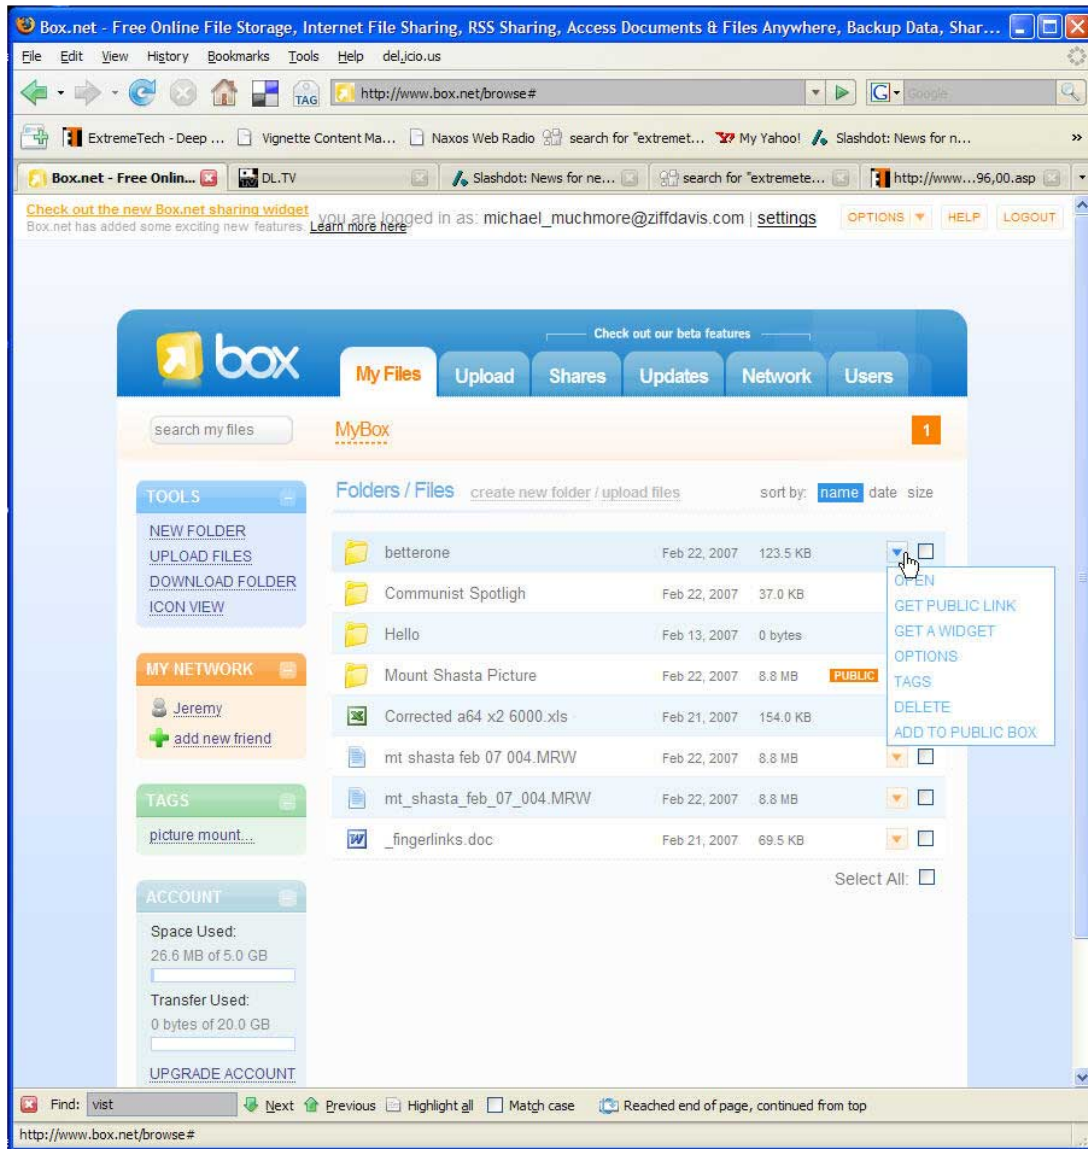 Box.net - Free Online File Storage, Internet File Sharing, RSS Sharing, Access Documents & Files Anywhere, Backup Data, Shar...
File Edit View History Bookmarks Tools Help del.icio.us
TAG http://www.box.net/browse# G Google
ExtremeTech - Deep ... Vignette Content Ma... Naxos Web Radio search for "extremet... My Yahoo! Slashdot: News for n... »
Box.net - Free Onlin... DL.TV Slashdot: News for ne... search for "extremete... http://www...96,00.asp
Check out the new Box.net sharing widget
Box.net has added some exciting new features. Learn more here
you are logged in as: michael_muchmore@ziffdavis.com | settings OPTIONS HELP LOGOUT
Check out our beta features
box My Files Upload Shares Updates Network Users
search my files MyBox 1
TOOLS
NEW FOLDER
UPLOAD FILES
DOWNLOAD FOLDER
ICON VIEW
MY NETWORK
Jeremy
add new friend
TAGS
picture mount...
ACCOUNT
Space Used:
26.6 MB of 5.0 GB
Transfer Used:
0 bytes of 20.0 GB
UPGRADE ACCOUNT
Folders / Files create new folder / upload files sort by: name date size
betterone Feb 22, 2007 123.5 KB
Communist Spotligh Feb 22, 2007 37.0 KB
Hello Feb 13, 2007 0 bytes
Mount Shasta Picture Feb 22, 2007 8.8 MB PUBLIC
Corrected a64 x2 6000.xls Feb 21, 2007 154.0 KB
mt shasta feb 07 004.MRW Feb 22, 2007 8.8 MB
mt_shasta_feb_07_004.MRW Feb 22, 2007 8.8 MB
_fingerlinks.doc Feb 21, 2007 69.5 KB
Select All:
OPEN
GET PUBLIC LINK
GET A WIDGET
OPTIONS
TAGS
DELETE
ADD TO PUBLIC BOX
Find: vist Next Previous Highlight all Match case Reached end of page, continued from top
http://www.box.net/browse#